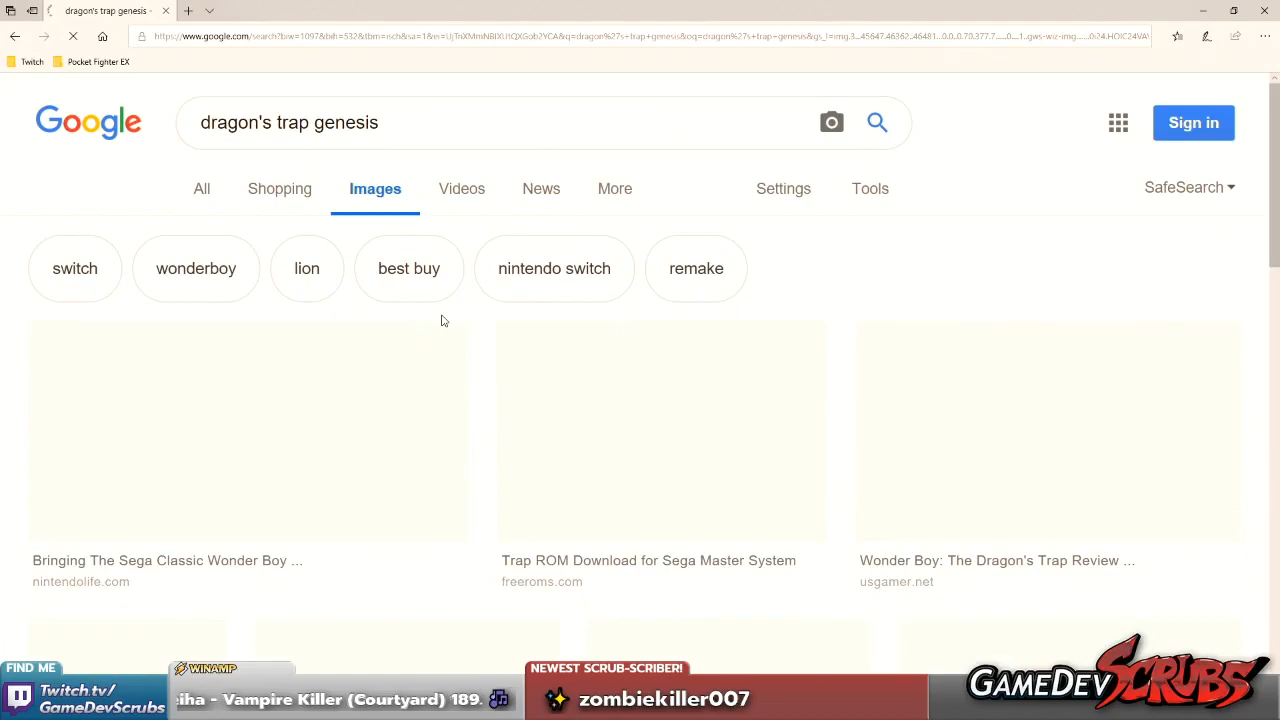 dragon's trap genesis
Twitch
Pocket Fighter EX
Google
dragon's trap genesis
Sign in
All
Shopping
Images
Videos
News
More
Settings
Tools
SafeSearch
switch
wonderboy
lion
best buy
nintendo switch
remake
Bringing The Sega Classic Wonder Boy ...
nintendolife.com
Trap ROM Download for Sega Master System
freeroms.com
Wonder Boy: The Dragon's Trap Review ...
usgamer.net
FIND ME
Twitch.tv/
GameDevScrubs
WINAMP
iha - Vampire Killer (Courtyard) 189.
NEWEST SCRUB-SCRIBER!
zombiekiller007
GAMEDEV SCRUBS